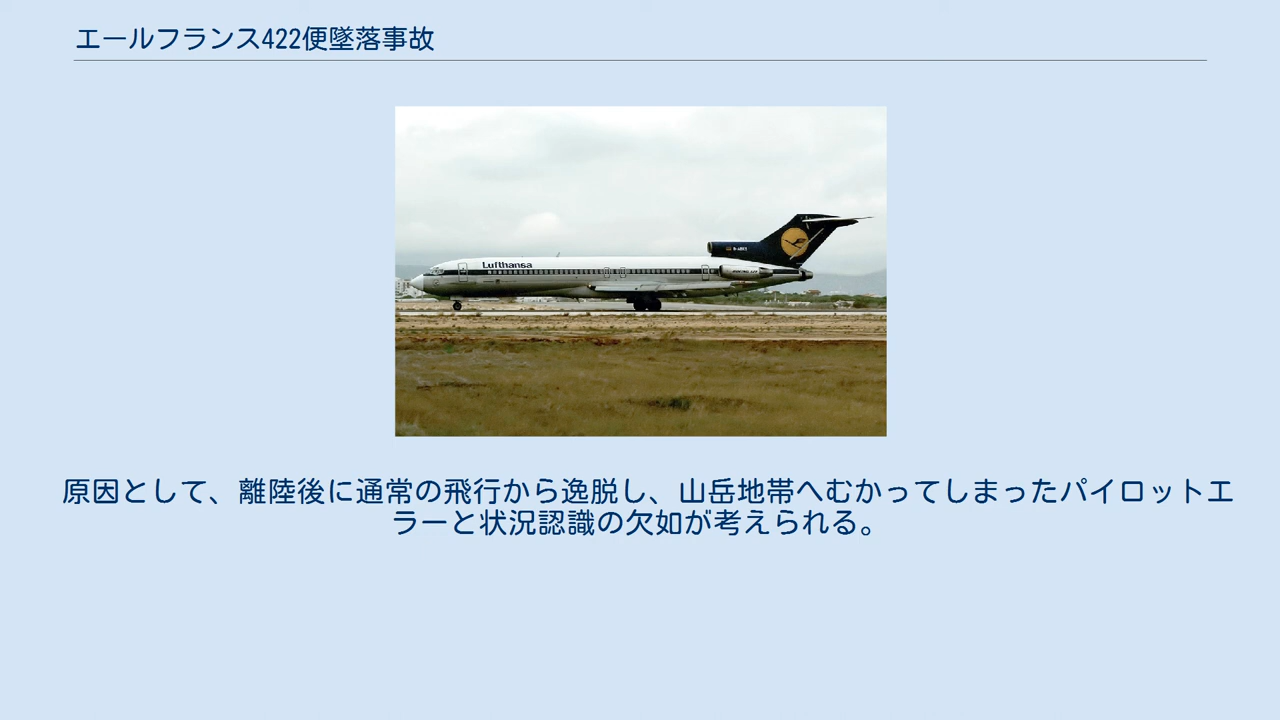 エールフランス422便墜落事故
Lufthansa
原因として、離陸後に通常の飛行から逸脱し、山岳地帯へむかってしまったパイロットエ
ラーと状況認識の欠如が考えられる。